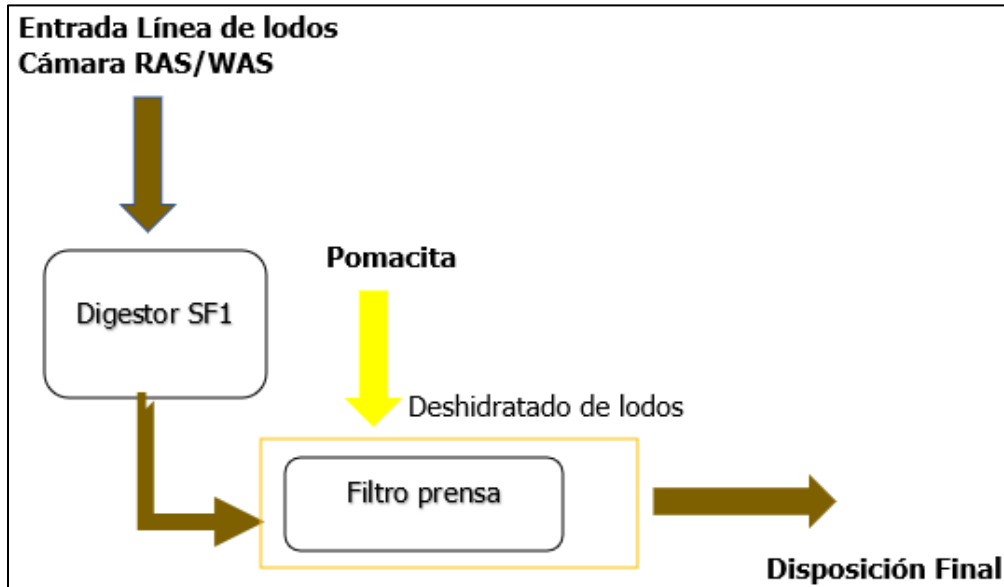 Entrada Línea de lodos
Cámara RAS/WAS
Digestor SF1
Pomacita
Deshidratado de lodos
Filtro prensa
Disposición Final